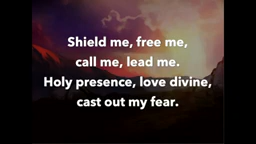 Shield me, free me,
call me, lead me.
Holy presence, love divine,
cast out my fear.